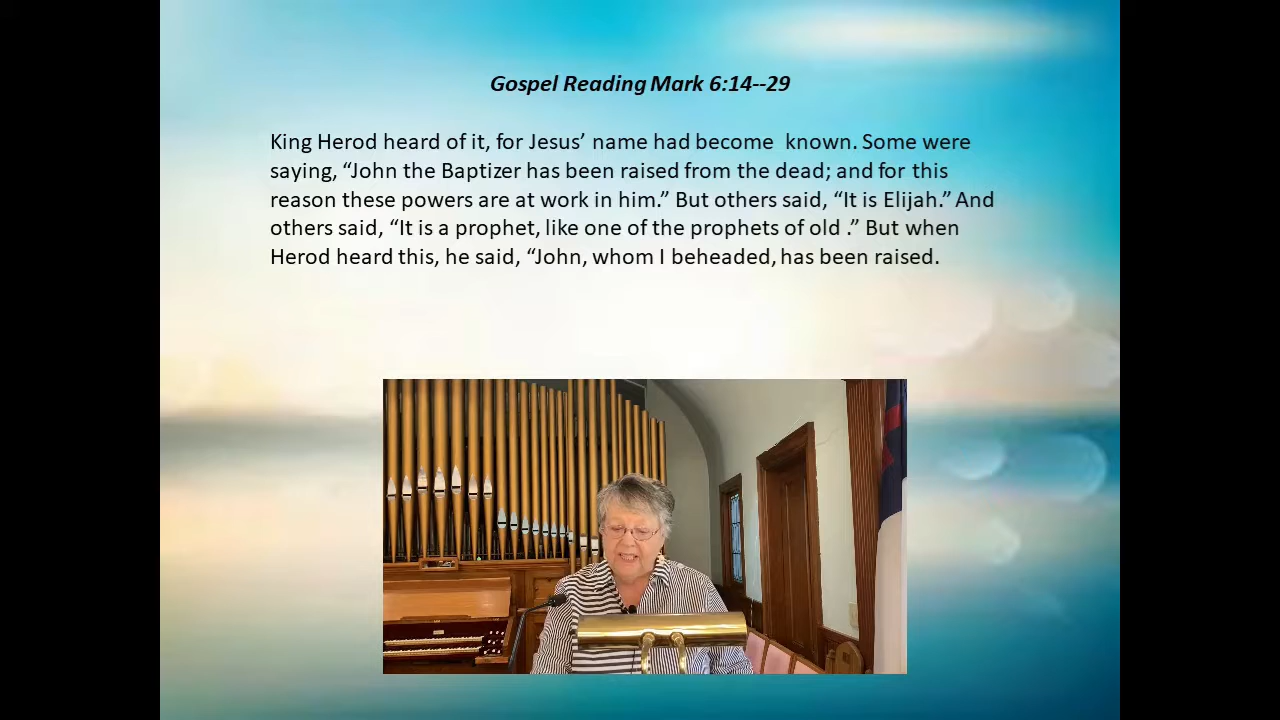 Gospel Reading Mark 6:14--29
King Herod heard of it, for Jesus’ name had become  known. Some were
saying, “John the Baptizer has been raised from the dead; and for this
reason these powers are at work in him.” But others said, “It is Elijah.” And
others said, “It is a prophet, like one of the prophets of old .” But when
Herod heard this, he said, “John, whom I beheaded, has been raised.